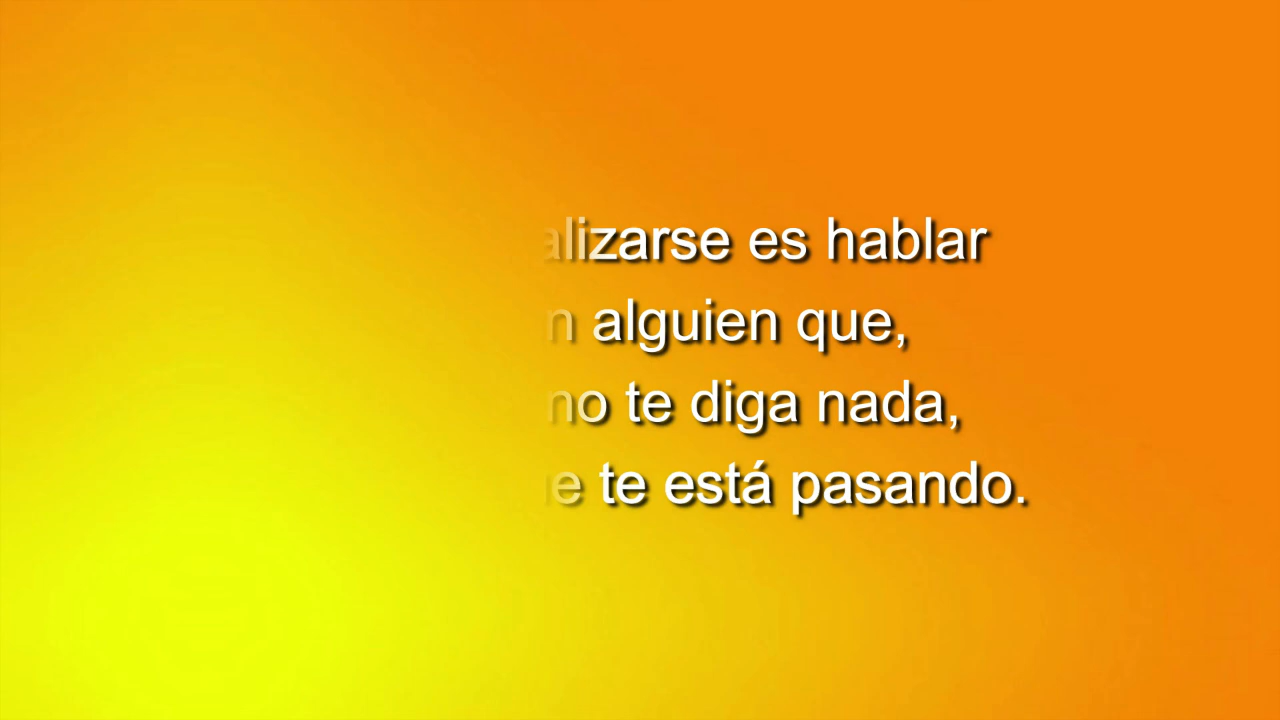 alizarse es hablar
n alguien que,
no te diga nada,
e te está pasando.